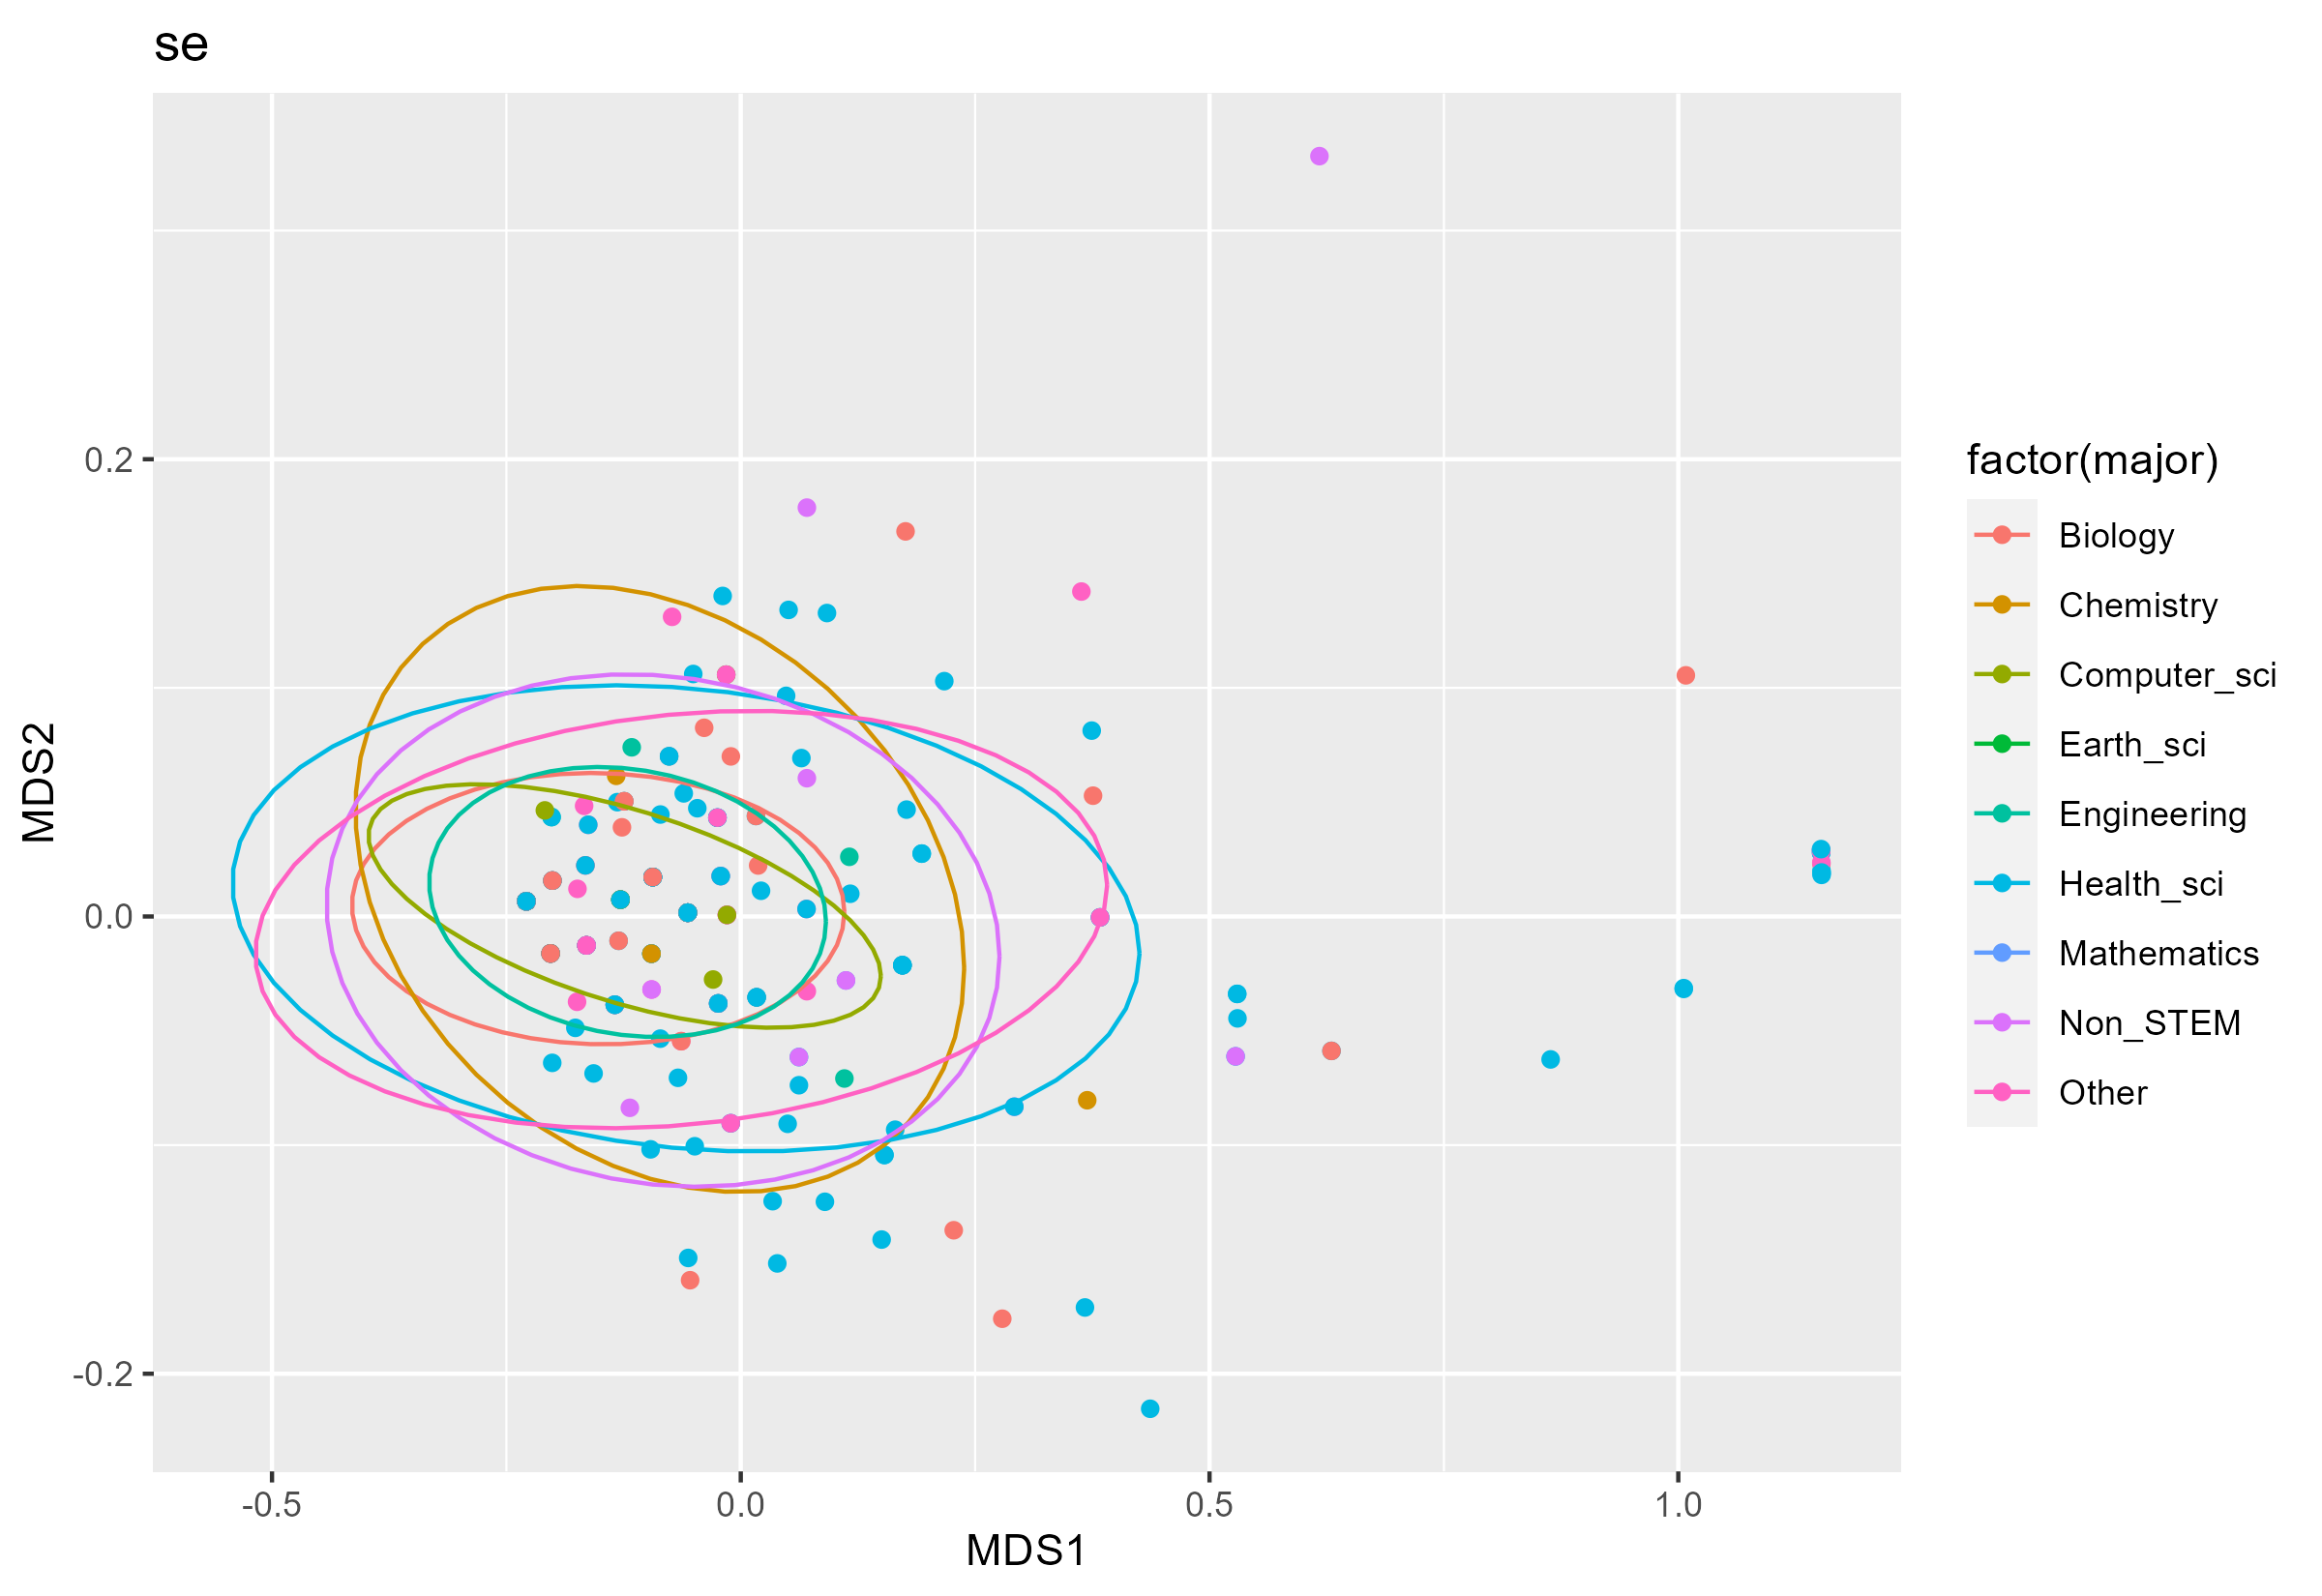 se
MDS2
0.2
0.0
-0.2
-0.5
0.0
0.5
1.0
MDS1
factor(major)
Biology
Chemistry
Computer_sci
Earth_sci
Engineering
Health_sci
Mathematics
Non_STEM
Other